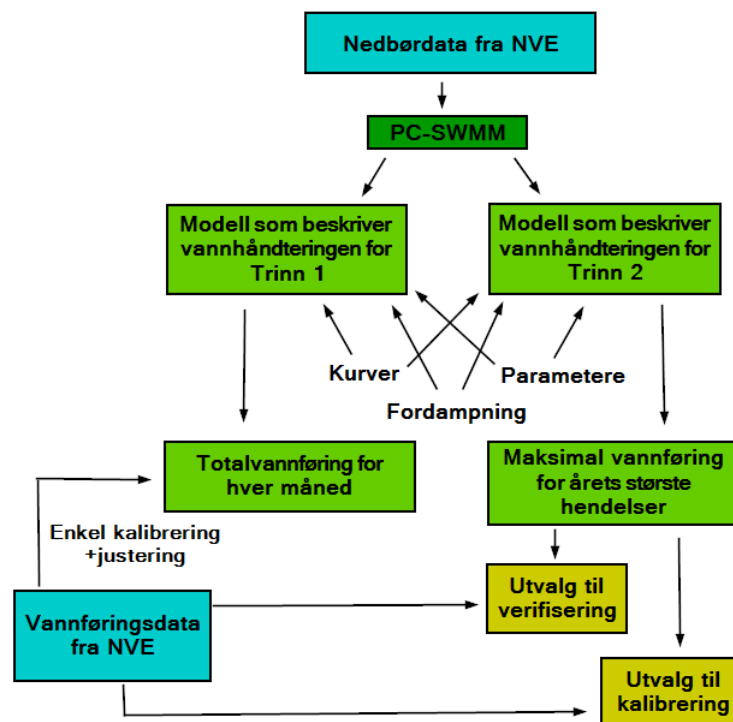 Nedbørdata fra NVE
PC-SWMM
Modell som beskriver
vannhåndteringen for
Trinn 1
Modell som beskriver
vannhåndteringen for
Trinn 2
Kurver
Parametere
Fordampning
Totalvannføring for
hver måned
Maksimal vannføring
for årets største
hendelser
Enkel kalibrering
+justering
Utvalg til
verifisering
Vannføringsdata
fra NVE
Utvalg til
kalibrering